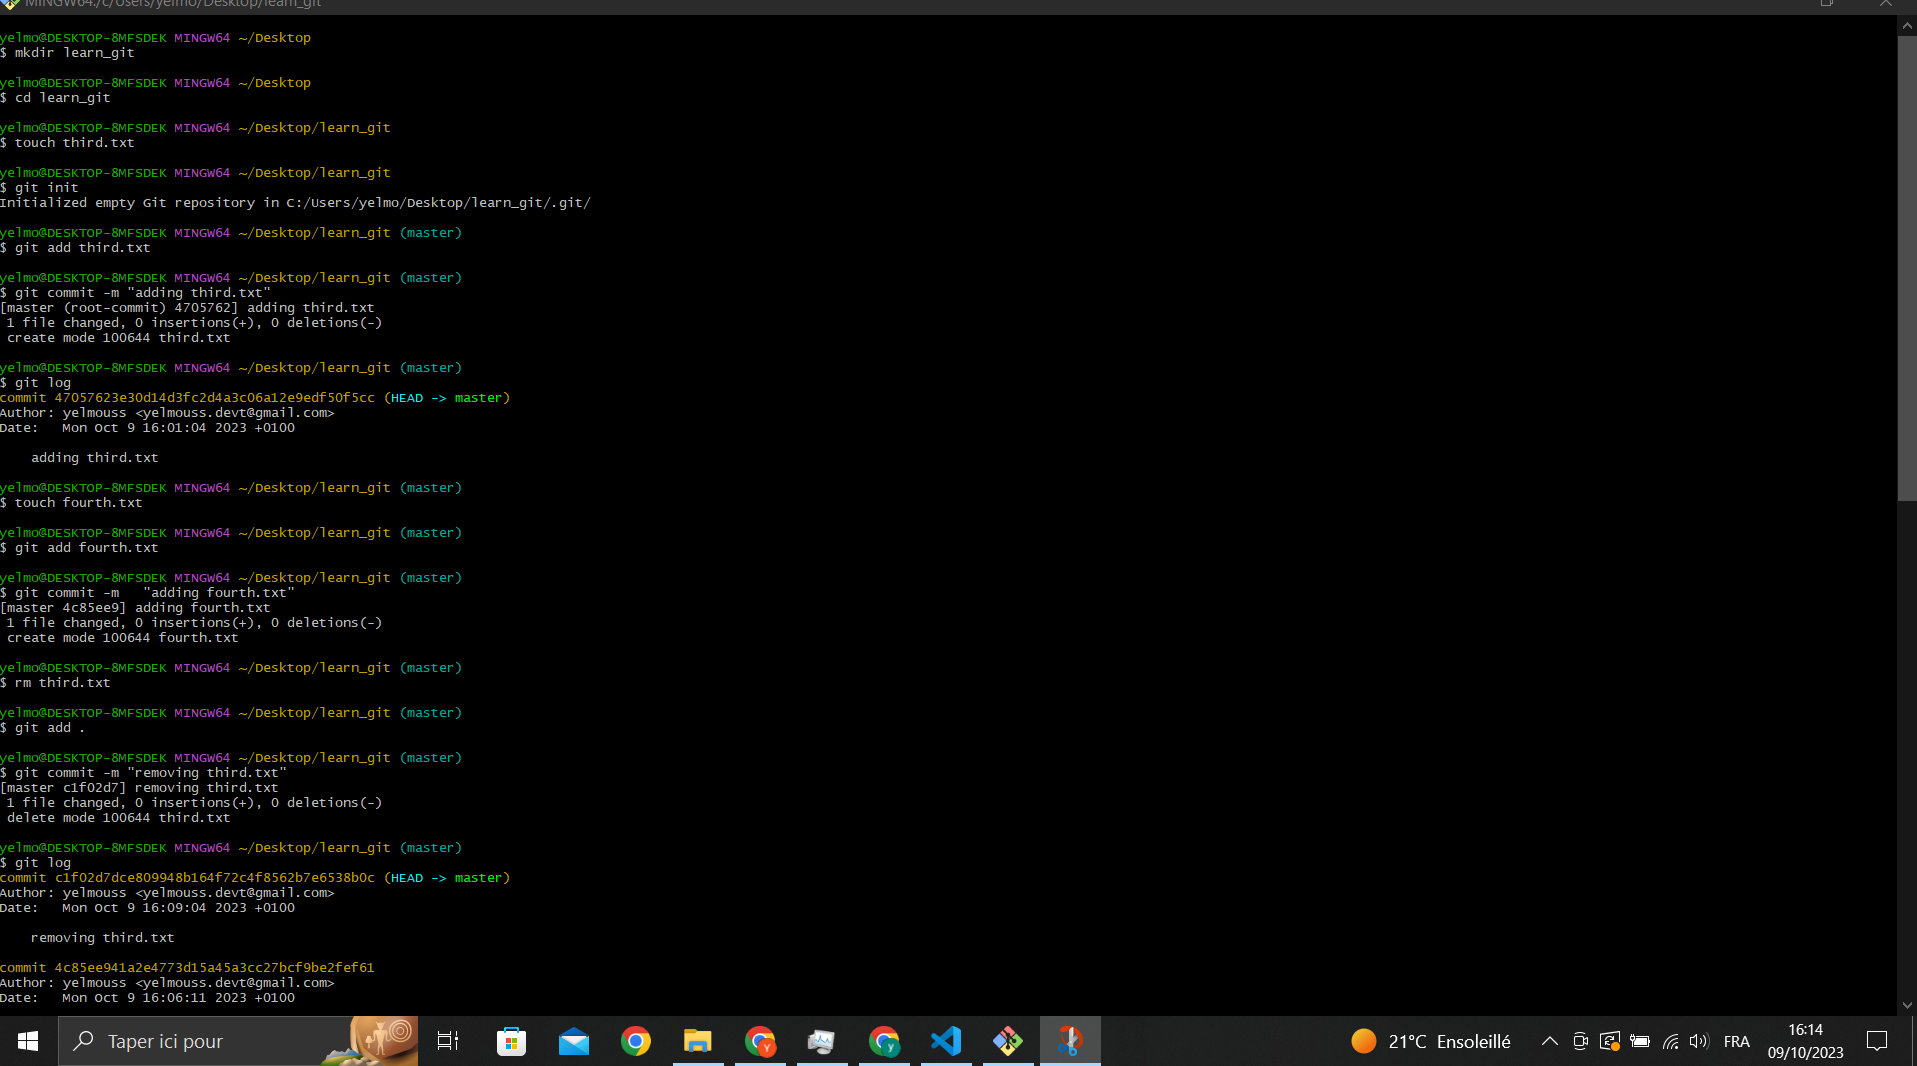 MINGW64:/c/Users/yelmo/Desktop/learn_git
yelmo@DESKTOP-8MFSDEK MINGW64 ~/Desktop
$ mkdir learn_git
yelmo@DESKTOP-8MFSDEK MINGW64 ~/Desktop
$ cd learn_git
yelmo@DESKTOP-8MFSDEK MINGW64 ~/Desktop/learn_git
$ touch third.txt
yelmo@DESKTOP-8MFSDEK MINGW64 ~/Desktop/learn_git
$ git init
Initialized empty Git repository in C:/Users/yelmo/Desktop/learn_git/.git/
yelmo@DESKTOP-8MFSDEK MINGW64 ~/Desktop/learn_git (master)
$ git add third.txt
yelmo@DESKTOP-8MFSDEK MINGW64 ~/Desktop/learn_git (master)
$ git commit -m "adding third.txt"
[master (root-commit) 4705762] adding third.txt
1 file changed, 0 insertions(+), 0 deletions(-)
create mode 100644 third.txt
yelmo@DESKTOP-8MFSDEK MINGW64 ~/Desktop/learn_git (master)
$ git log
commit 47057623e30d14d3fc2d4a3c06a12e9edf50f5cc (HEAD -> master)
Author: yelmouss <yelmouss.devt@gmail.com>
Date:   Mon Oct 9 16:01:04 2023 +0100
adding third.txt
yelmo@DESKTOP-8MFSDEK MINGW64 ~/Desktop/learn_git (master)
$ touch fourth.txt
yelmo@DESKTOP-8MFSDEK MINGW64 ~/Desktop/learn_git (master)
$ git add fourth.txt
yelmo@DESKTOP-8MFSDEK MINGW64 ~/Desktop/learn_git (master)
$ git commit -m   "adding fourth.txt"
[master 4c85ee9] adding fourth.txt
1 file changed, 0 insertions(+), 0 deletions(-)
create mode 100644 fourth.txt
yelmo@DESKTOP-8MFSDEK MINGW64 ~/Desktop/learn_git (master)
$ rm third.txt
yelmo@DESKTOP-8MFSDEK MINGW64 ~/Desktop/learn_git (master)
$ git add .
yelmo@DESKTOP-8MFSDEK MINGW64 ~/Desktop/learn_git (master)
$ git commit -m "removing third.txt"
[master c1f02d7] removing third.txt
1 file changed, 0 insertions(+), 0 deletions(-)
delete mode 100644 third.txt
yelmo@DESKTOP-8MFSDEK MINGW64 ~/Desktop/learn_git (master)
$ git log
commit c1f02d7dce809948b164f72c4f8562b7e6538b0c (HEAD -> master)
Author: yelmouss <yelmouss.devt@gmail.com>
Date:   Mon Oct 9 16:09:04 2023 +0100
removing third.txt
commit 4c85ee941a2e4773d15a45a3cc27bcf9be2fef61
Author: yelmouss <yelmouss.devt@gmail.com>
Date:   Mon Oct 9 16:06:11 2023 +0100
Taper ici pour
21°C Ensoleillé
FRA
16:14
09/10/2023